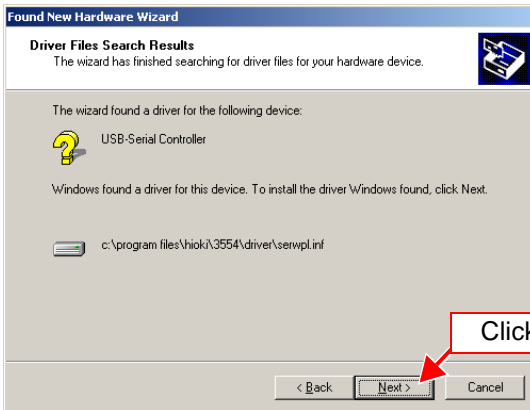 Found New Hardware Wizard
Driver Files Search Results
The wizard has finished searching for driver files for your hardware device.
The wizard found a driver for the following device:
USB-Serial Controller
Windows found a driver for this device. To install the driver Windows found, click Next.
c:\program files\hioki\3554\driver\serwpl.inf
Click
< Back
Next >
Cancel